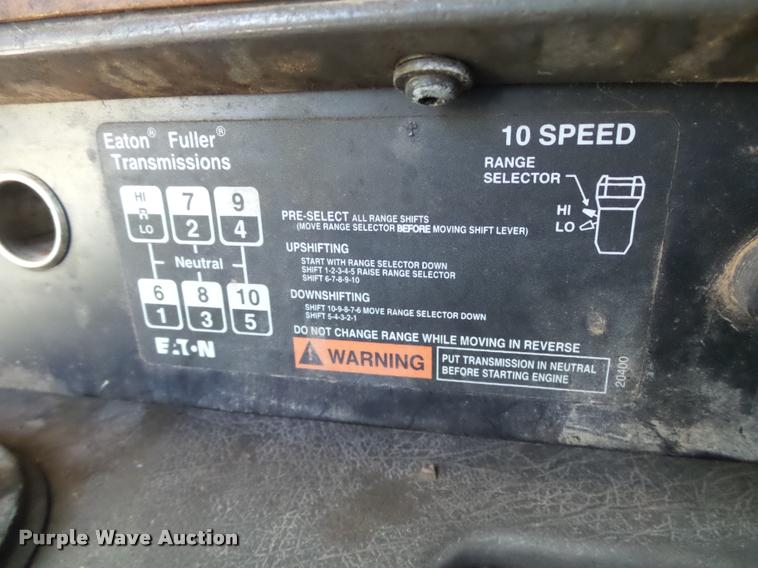 Eaton® Fuller®
Transmissions
10 SPEED
RANGE
SELECTOR
HI
LO
HI 7 9
R
LO 2 4
Neutral
6 8 10
1 3 5
EATON
PRE-SELECT ALL RANGE SHIFTS
(MOVE RANGE SELECTOR BEFORE MOVING SHIFT LEVER)
UPSHIFTING
START WITH RANGE SELECTOR DOWN
SHIFT 1-2-3-4-5 RAISE RANGE SELECTOR
SHIFT 6-7-8-9-10
DOWNSHIFTING
SHIFT 10-9-8-7-6 MOVE RANGE SELECTOR DOWN
SHIFT 5-4-3-2-1
DO NOT CHANGE RANGE WHILE MOVING IN REVERSE
WARNING
PUT TRANSMISSION IN NEUTRAL
BEFORE STARTING ENGINE
20400
Purple Wave Auction®